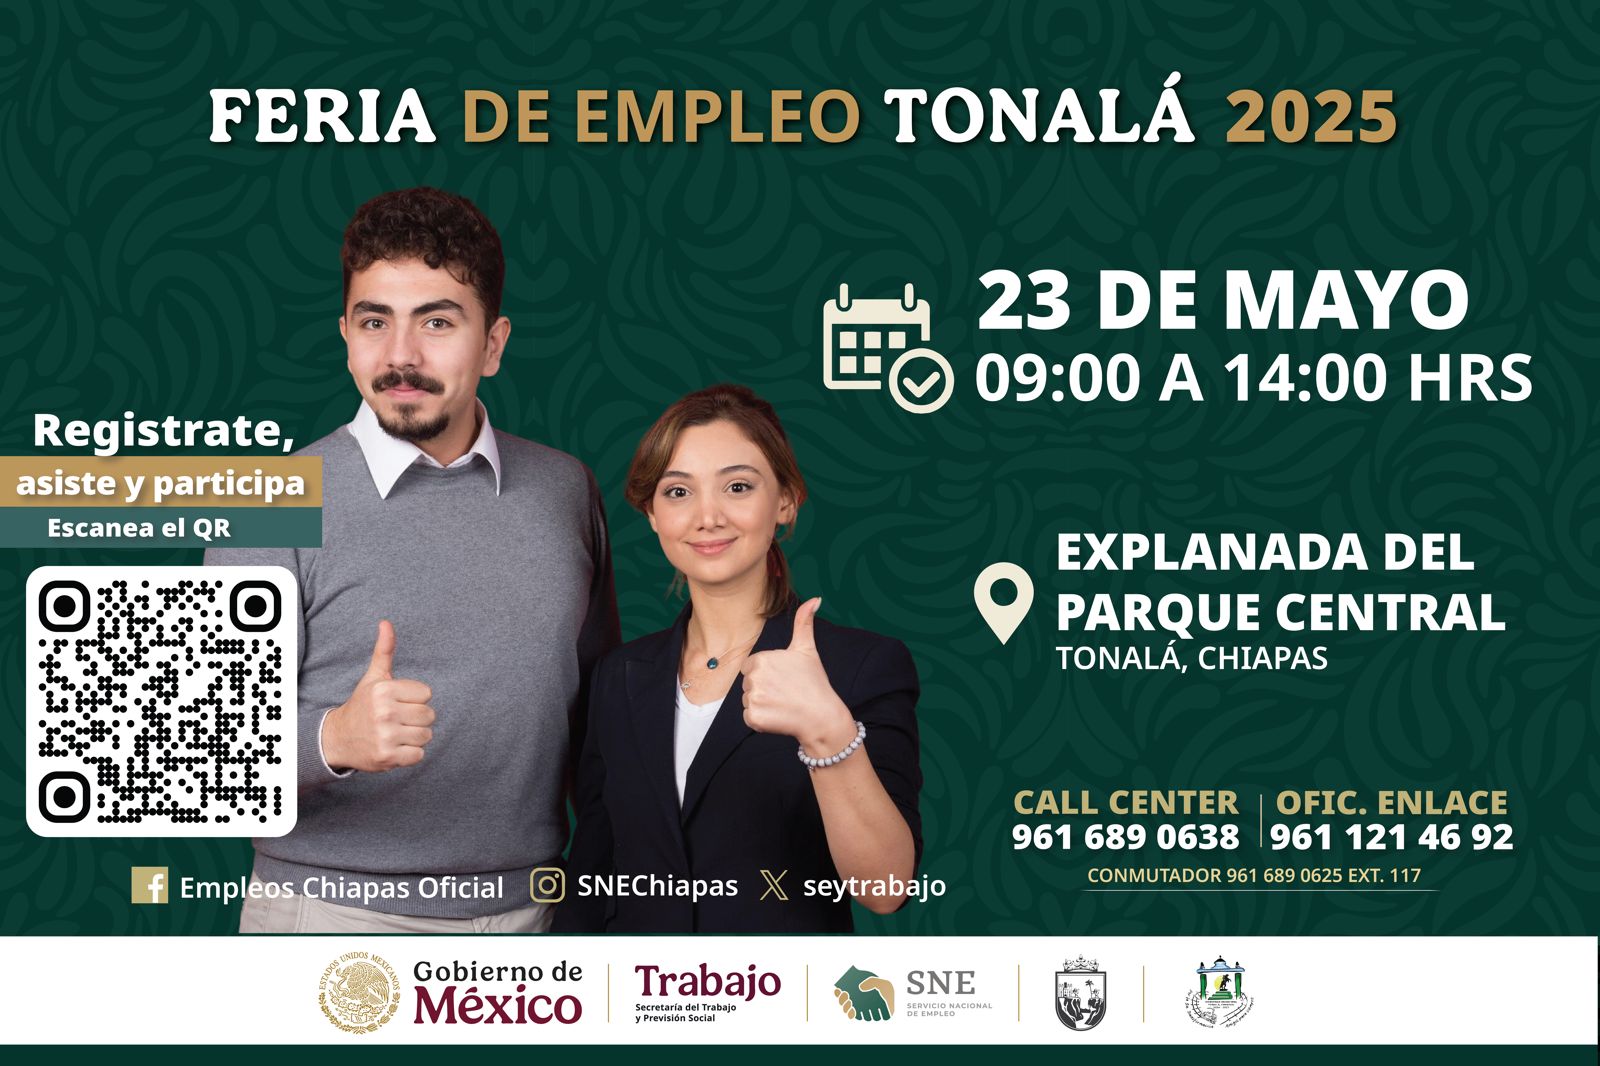 FERIA DE EMPLEO TONALÁ 2025
23 DE MAYO
09:00 A 14:00 HRS
Registrate,
asiste y participa
Escanea el QR
EXPLANADA DEL
PARQUE CENTRAL
TONALÁ, CHIAPAS
CALL CENTER
961 689 0638
OFIC. ENLACE
961 121 46 92
CONMUTADOR 961 689 0625 EXT. 117
Empleos Chiapas Oficial
SNEChiapas
seytrabajo
ESTADOS UNIDOS MEXICANOS
Gobierno de
México
Trabajo
Secretaría del Trabajo
y Previsión Social
SNE
SERVICIO NACIONAL
DE EMPLEO